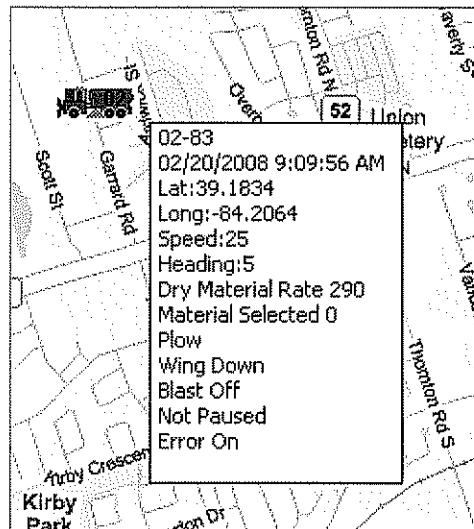 Thornton Rd N
52
Union
Scott St
Garrard Rd
02-83
02/20/2008 9:09:56 AM
Lat:39.1834
Long:-84.2064
Speed:25
Heading:5
Dry Material Rate 290
Material Selected 0
Plow
Wing Down
Blast Off
Not Paused
Error On
Thornton Rd S
Kirby
Park